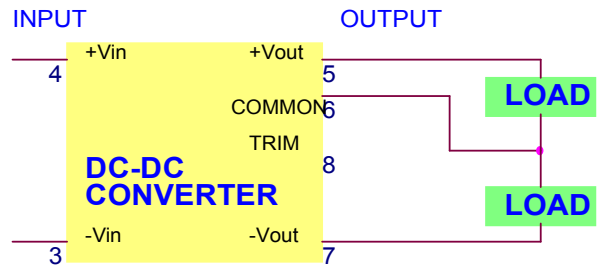 INPUT OUTPUT
+Vin +Vout
4 5
LOAD
COMMON 6
TRIM
8
DC-DC
CONVERTER
LOAD
-Vin -Vout
3 7